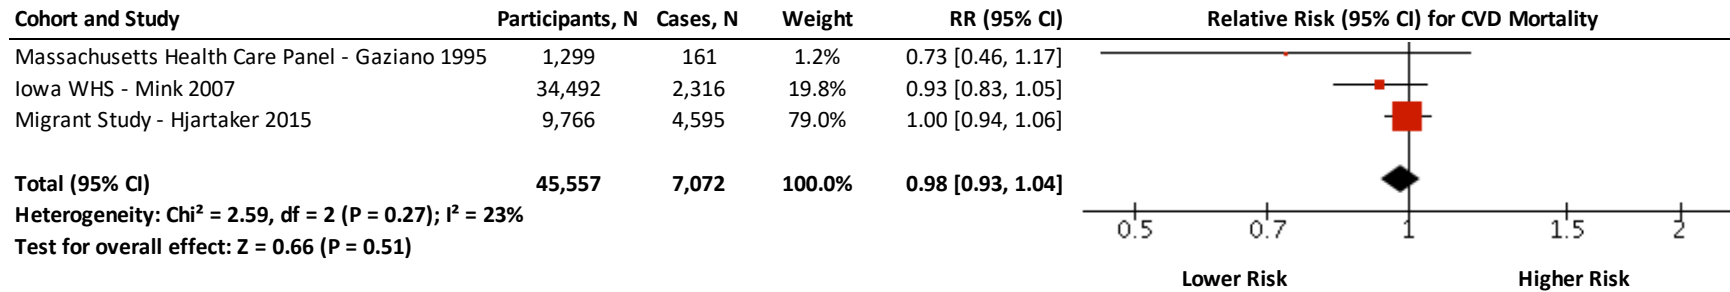 Cohort and Study Participants, N Cases, N Weight RR (95% CI) Relative Risk (95% CI) for CVD Mortality
Massachusetts Health Care Panel - Gaziano 1995 1,299 161 1.2% 0.73 [0.46, 1.17]
Iowa WHS - Mink 2007 34,492 2,316 19.8% 0.93 [0.83, 1.05]
Migrant Study - Hjartaker 2015 9,766 4,595 79.0% 1.00 [0.94, 1.06]
Total (95% CI) 45,557 7,072 100.0% 0.98 [0.93, 1.04]
Heterogeneity: Chi² = 2.59, df = 2 (P = 0.27); I² = 23%
0.5 0.7 1 1.5 2
Test for overall effect: Z = 0.66 (P = 0.51)
Lower Risk Higher Risk